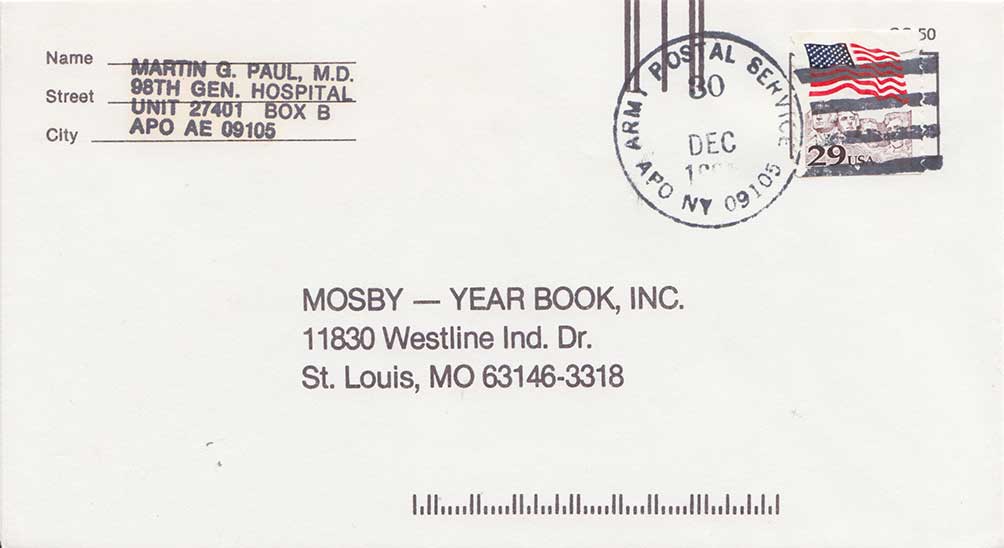 Name MARTIN G. PAUL, M.D.
Street 98TH GEN. HOSPITAL
UNIT 27401 BOX B
City APO AE 09105
ARMY POSTAL SERVICE
30
DEC
APO NY 09105
50
29 USA
MOSBY — YEAR BOOK, INC.
11830 Westline Ind. Dr.
St. Louis, MO 63146-3318